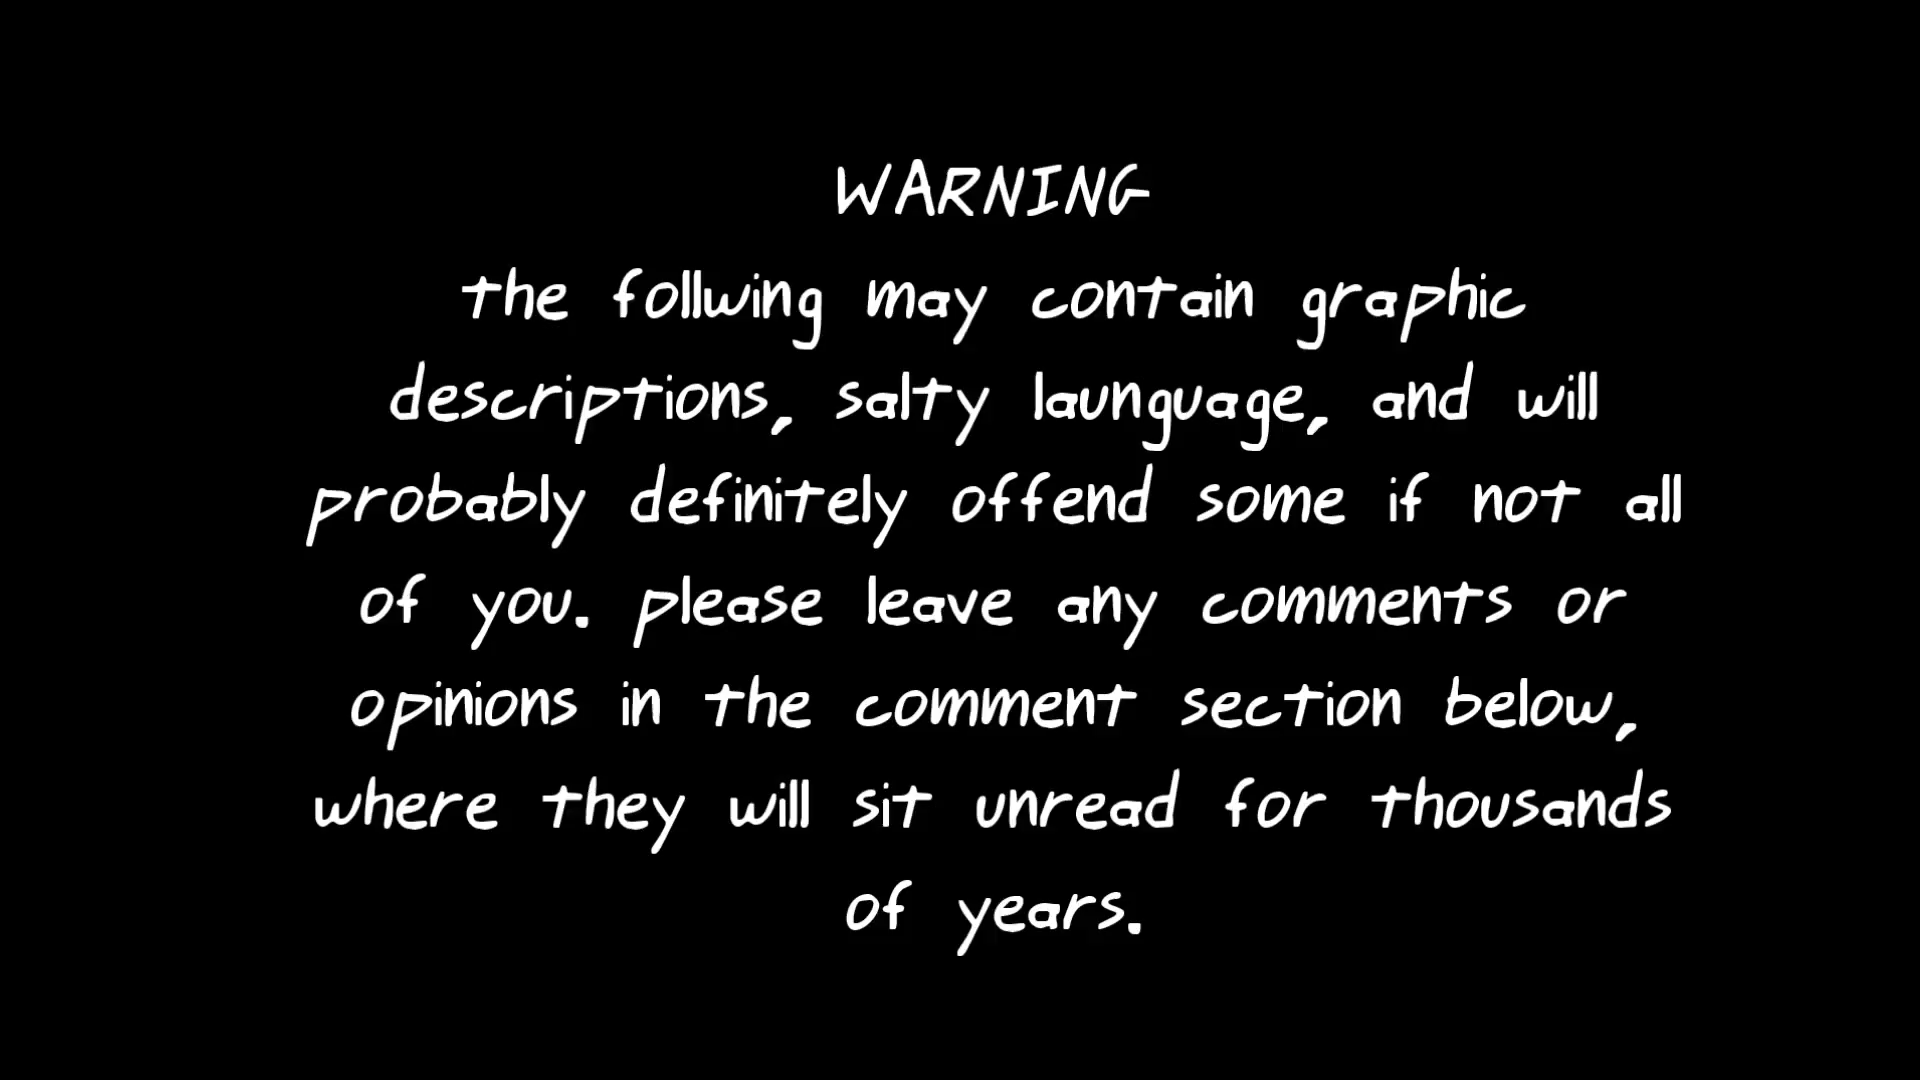 WARNING
the follwing may contain graphic
descriptions, salty launguage, and will
probably definitely offend some if not all
of you. please leave any comments or
opinions in the comment section below,
where they will sit unread for thousands
of years.